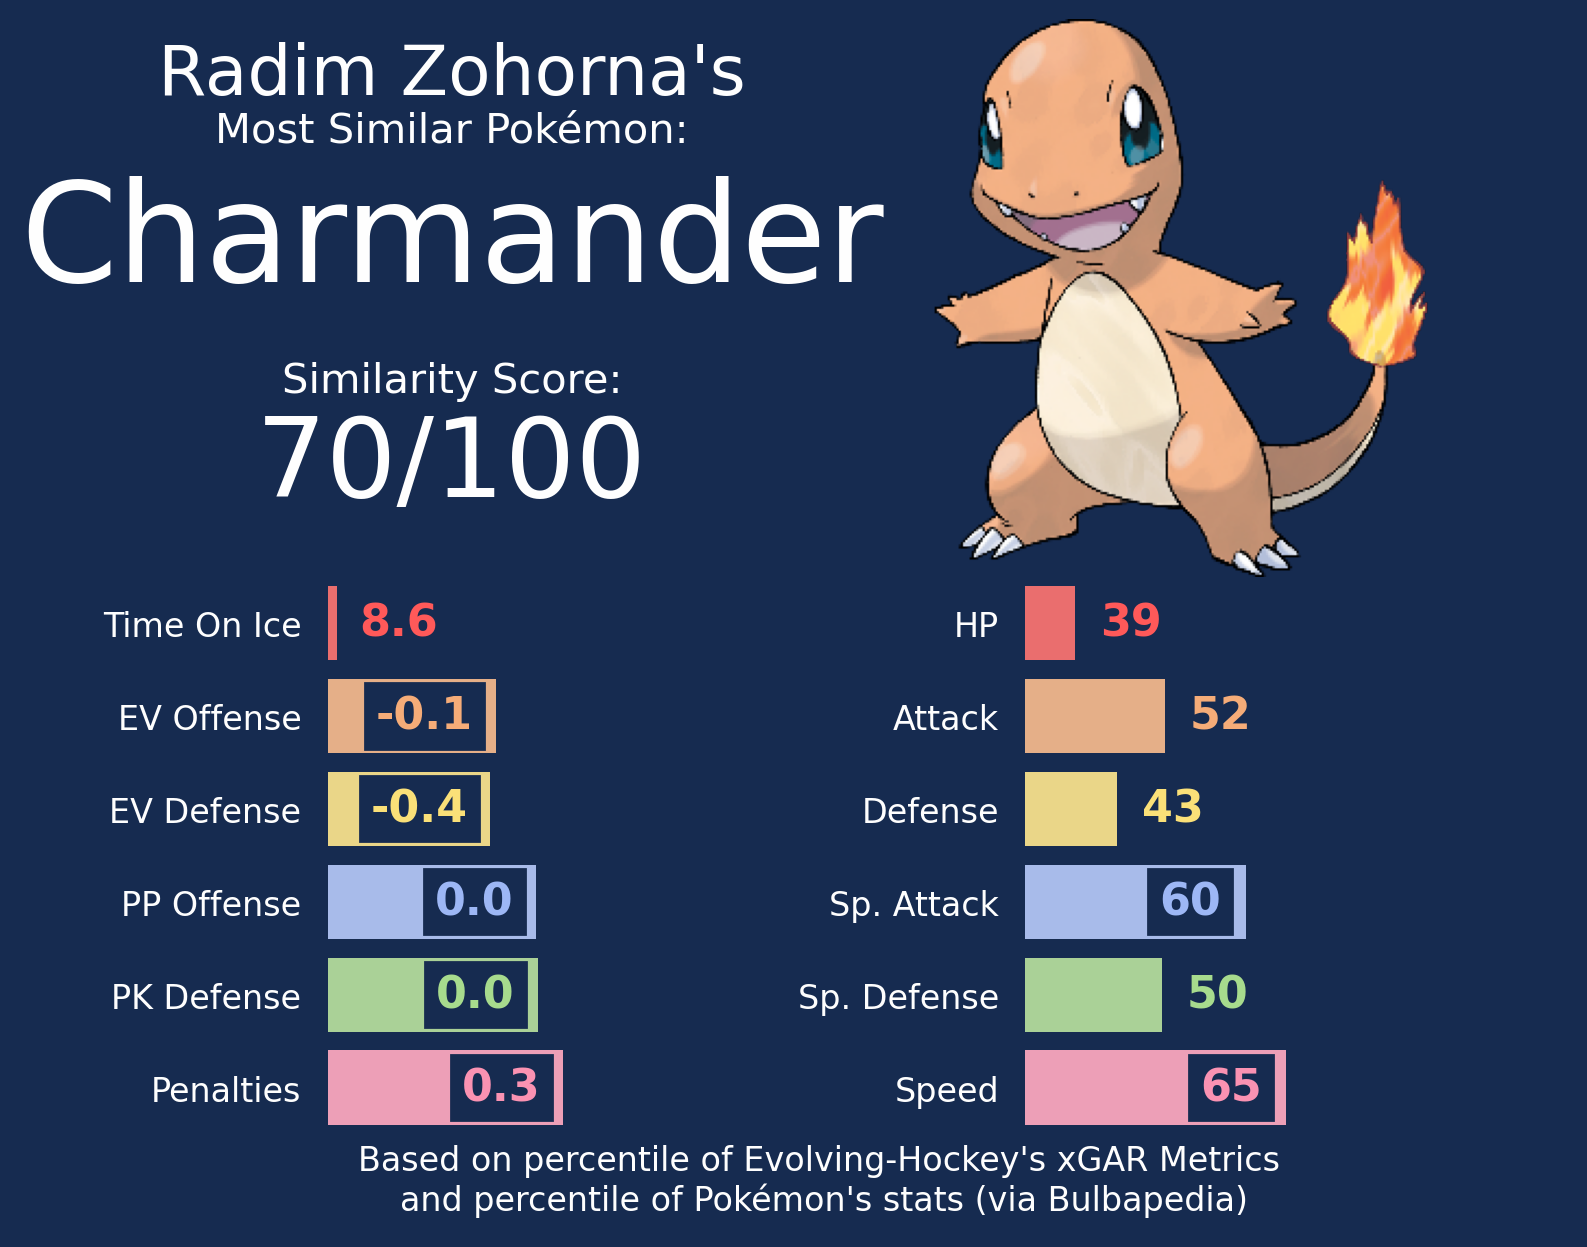 Radim Zohorna's
Most Similar Pokémon:
Charmander
Similarity Score:
70/100
Time On Ice 8.6
EV Offense -0.1
EV Defense -0.4
PP Offense 0.0
PK Defense 0.0
Penalties 0.3
HP 39
Attack 52
Defense 43
Sp. Attack 60
Sp. Defense 50
Speed 65
Based on percentile of Evolving-Hockey's xGAR Metrics
and percentile of Pokémon's stats (via Bulbapedia)